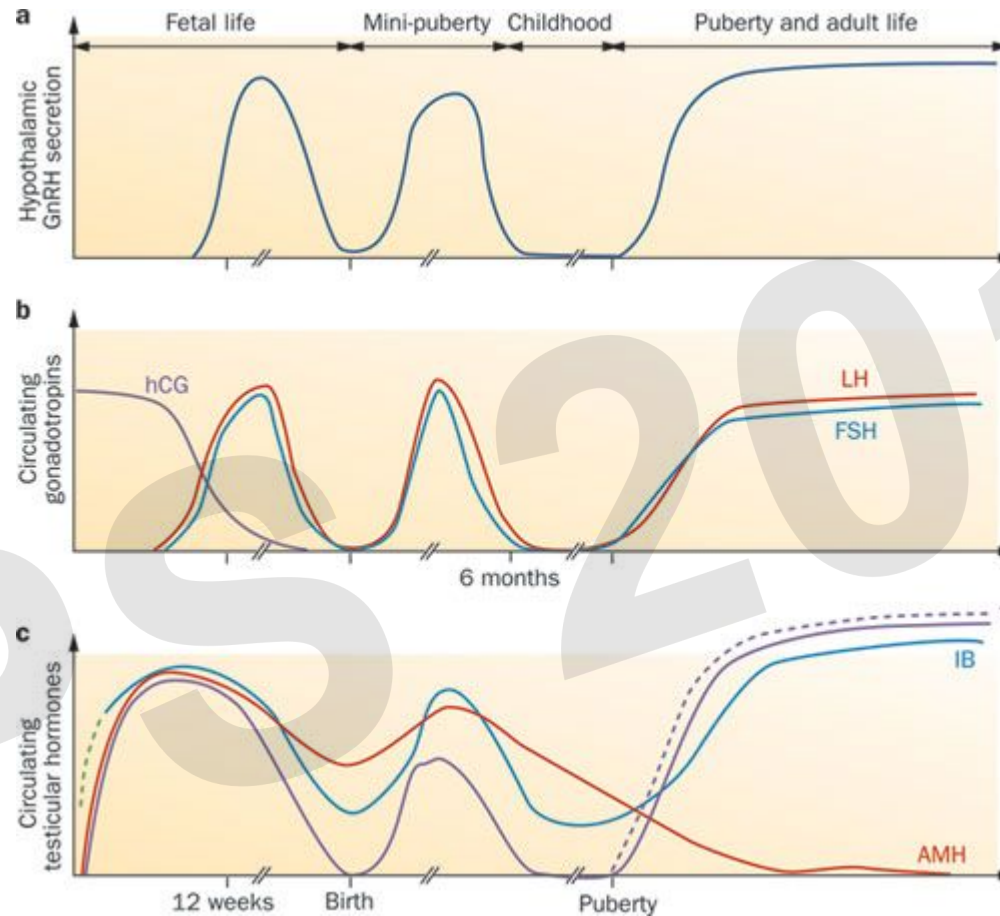 a
Fetal life
Mini-puberty
Childhood
Puberty and adult life
Hypothalamic
GnRH secretion
b
hCG
LH
FSH
Circulating
gonadotropins
6 months
c
IB
AMH
Circulating
testicular hormones
12 weeks
Birth
Puberty